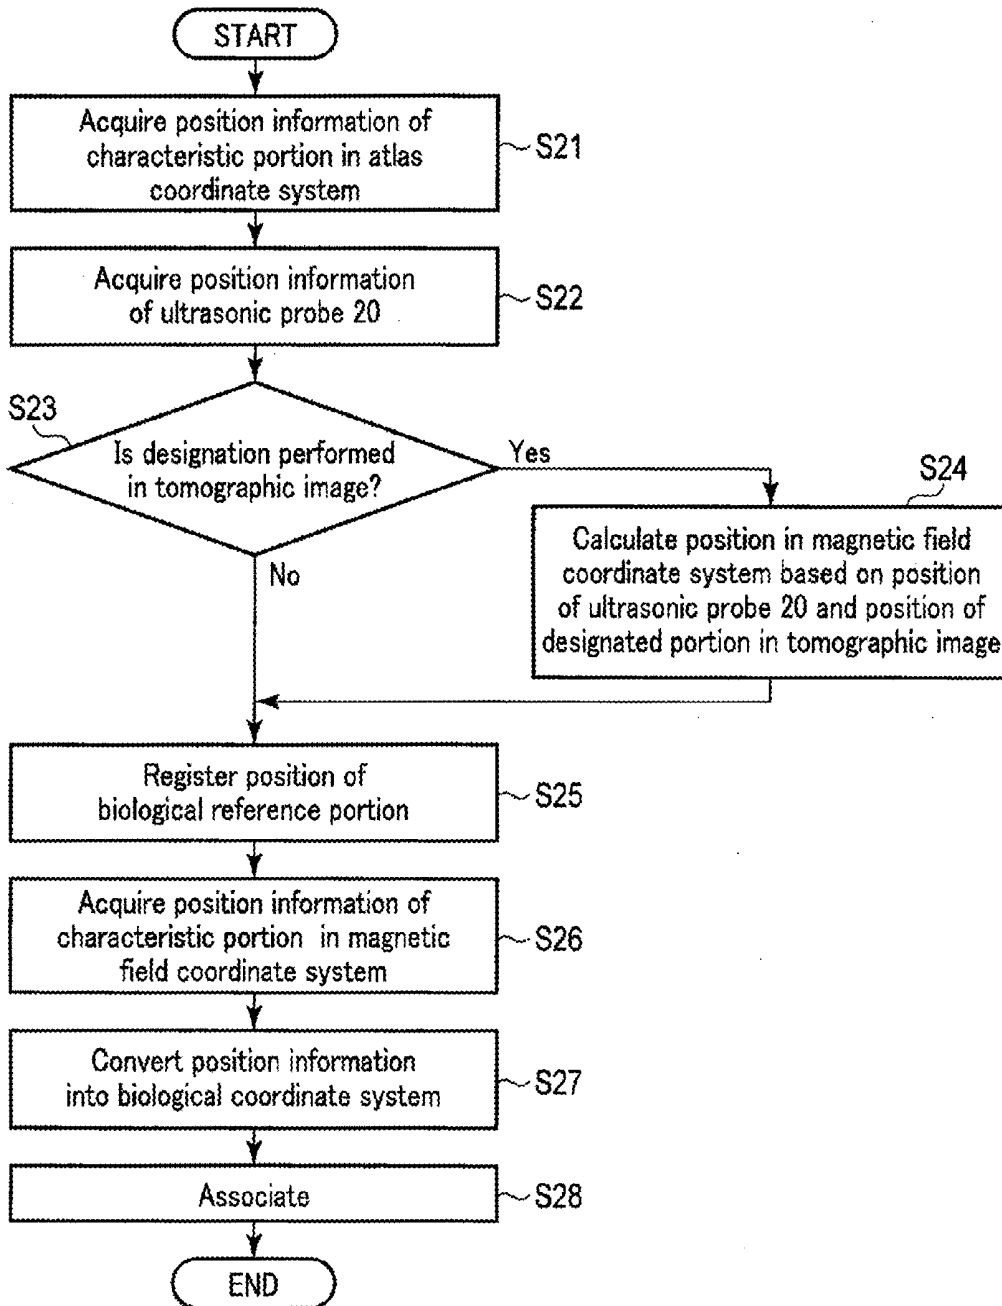 START
Acquire position information of
characteristic portion in atlas
coordinate system
S21
Acquire position information
of ultrasonic probe 20
S22
S23
Is designation performed
in tomographic image?
Yes
No
S24
Calculate position in magnetic field
coordinate system based on position
of ultrasonic probe 20 and position of
designated portion in tomographic image
Register position of
biological reference portion
S25
Acquire position information of
characteristic portion in magnetic
field coordinate system
S26
Convert position information
into biological coordinate system
S27
Associate
S28
END